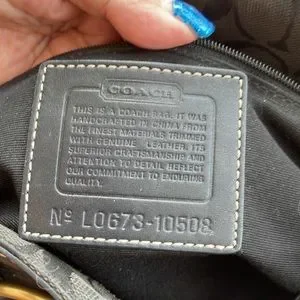 COACH
THIS IS A COACH BAG. IT WAS
HANDCRAFTED IN CHINA FROM
THE FINEST MATERIALS TRIMMED
WITH GENUINE LEATHER. ITS
SUPERIOR CRAFTSMANSHIP AND
ATTENTION TO DETAIL REFLECT
OUR COMMITMENT TO ENDURING
QUALITY.
Nº L0673-10502